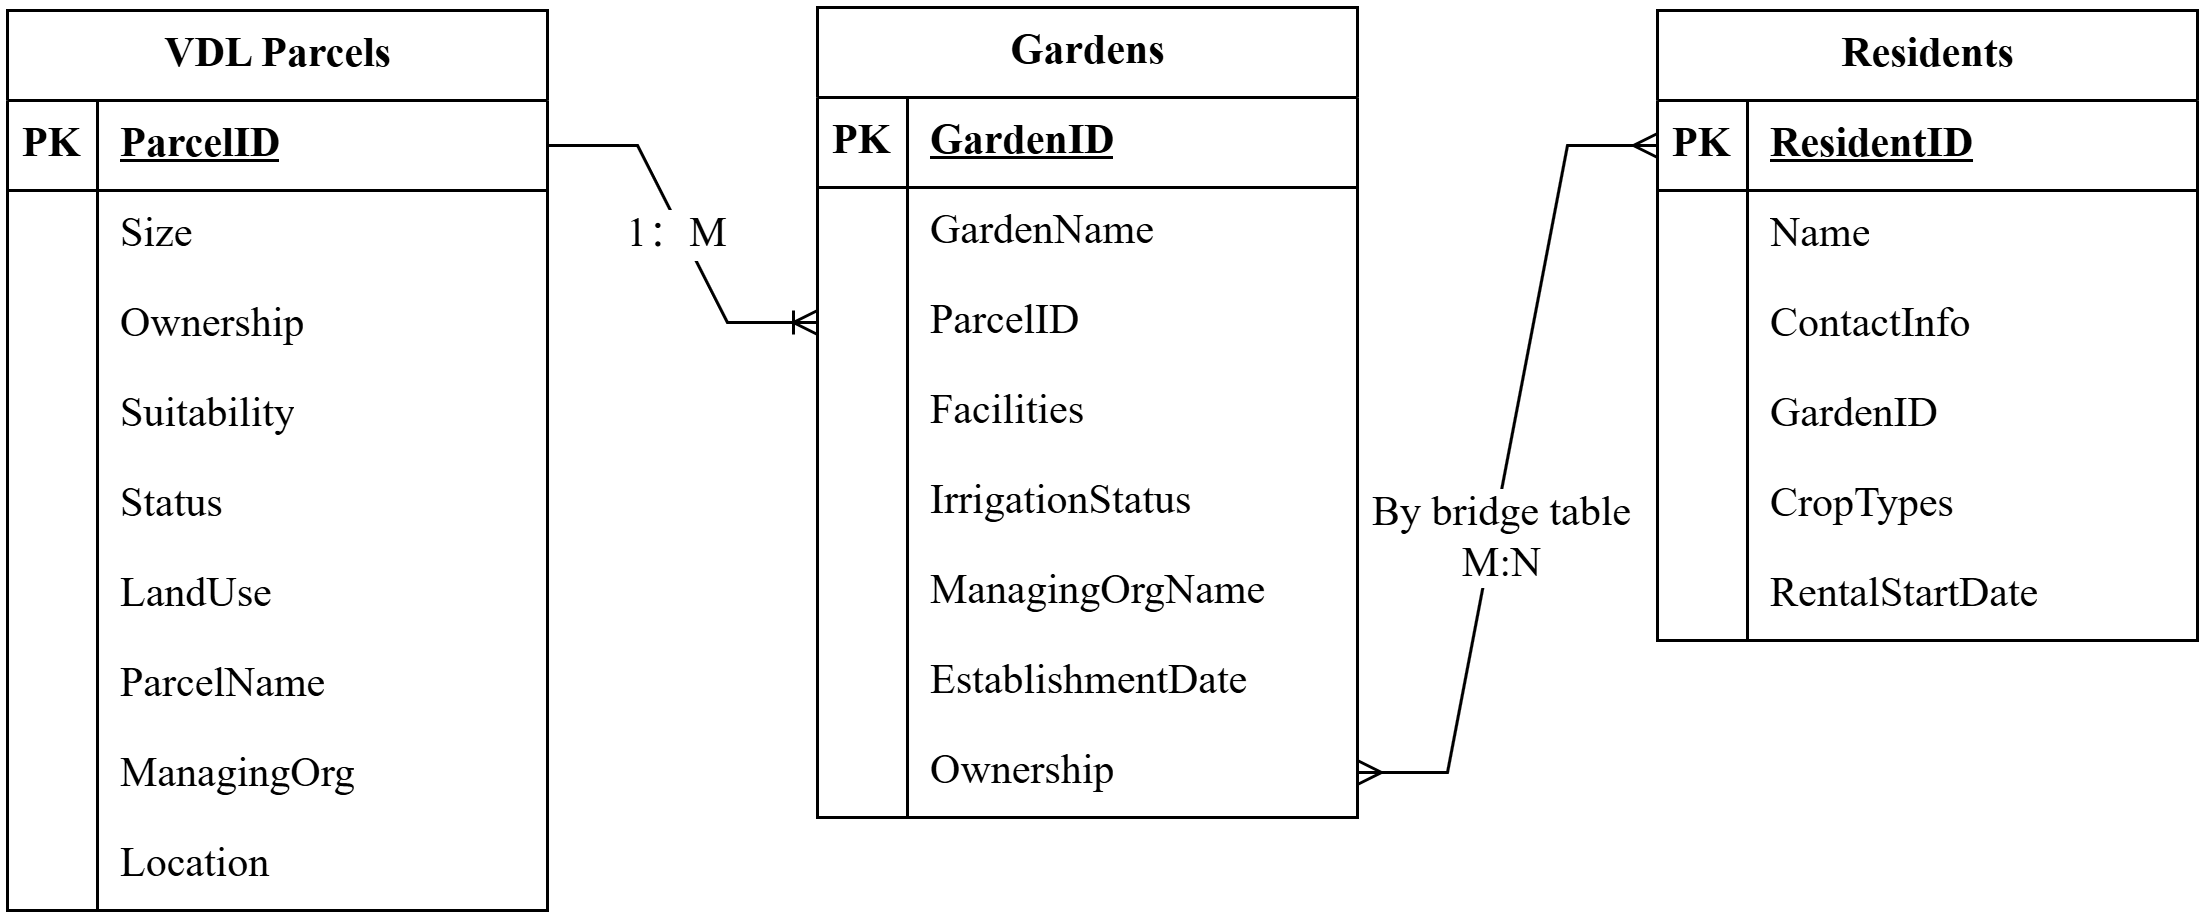 VDL Parcels
PK ParcelID
Size
Ownership
Suitability
Status
LandUse
ParcelName
ManagingOrg
Location
1：M
Gardens
PK GardenID
GardenName
ParcelID
Facilities
IrrigationStatus
ManagingOrgName
EstablishmentDate
Ownership
By bridge table
M:N
Residents
PK ResidentID
Name
ContactInfo
GardenID
CropTypes
RentalStartDate